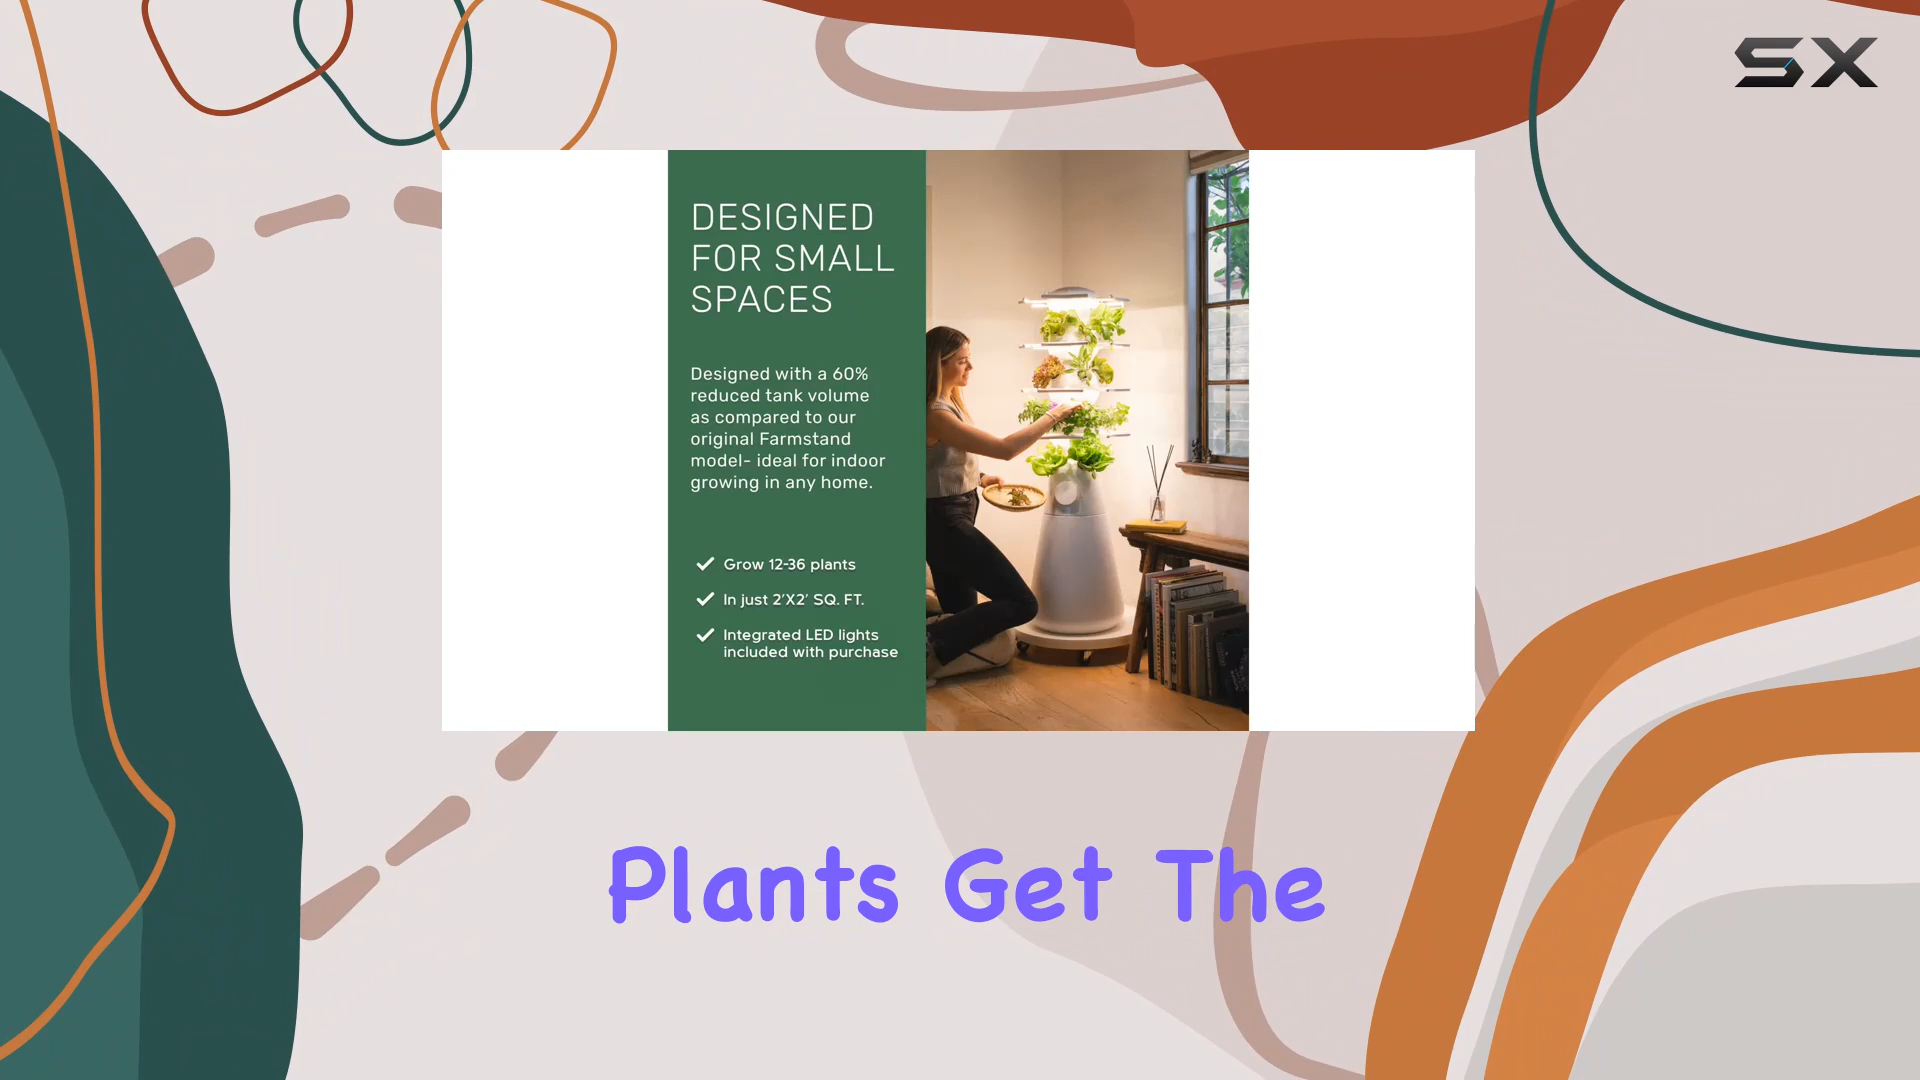 SX
DESIGNED
FOR SMALL
SPACES
Designed with a 60%
reduced tank volume
as compared to our
original Farmstand
model- ideal for indoor
growing in any home.
Grow 12-36 plants
In just 2'X2' SQ. FT.
Integrated LED lights
included with purchase
Plants Get The